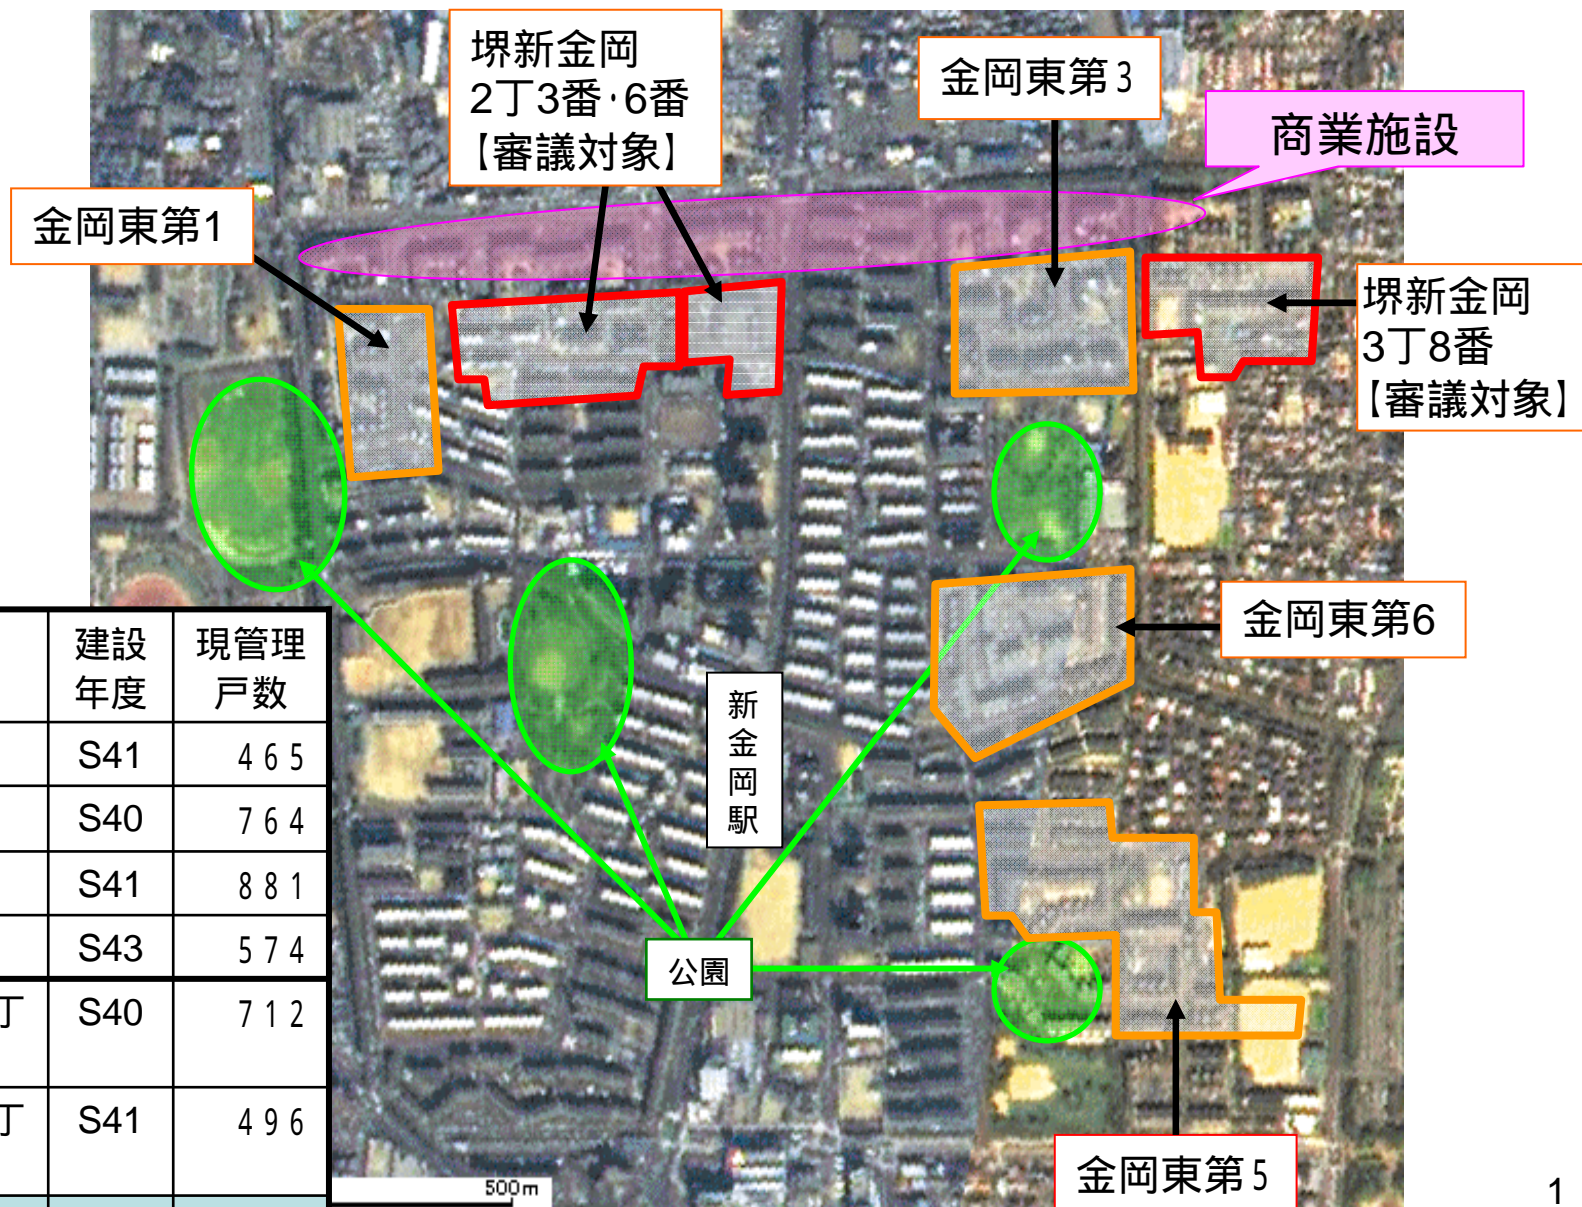 堺新金岡
2丁3番・6番
【審議対象】
金岡東第3
商業施設
金岡東第1
堺新金岡
3丁8番
【審議対象】
金岡東第6
新金岡駅
公園
金岡東第5
建設年度 現管理戸数
S41 465
S40 764
S41 881
S43 574
丁 S40 712
丁 S41 496
500m
1